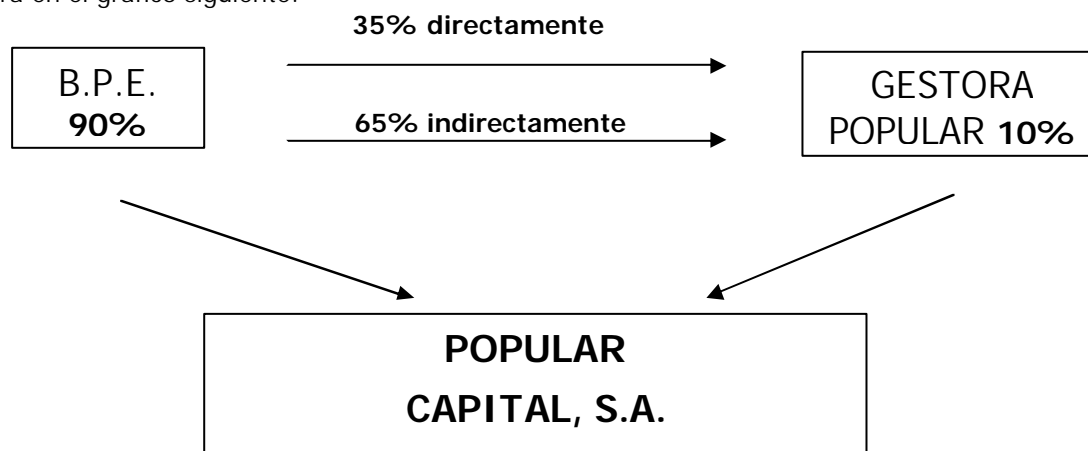 ra en el gráfico siguiente:
35% directamente
B.P.E.
90%
65% indirectamente
GESTORA
POPULAR 10%
POPULAR
CAPITAL, S.A.